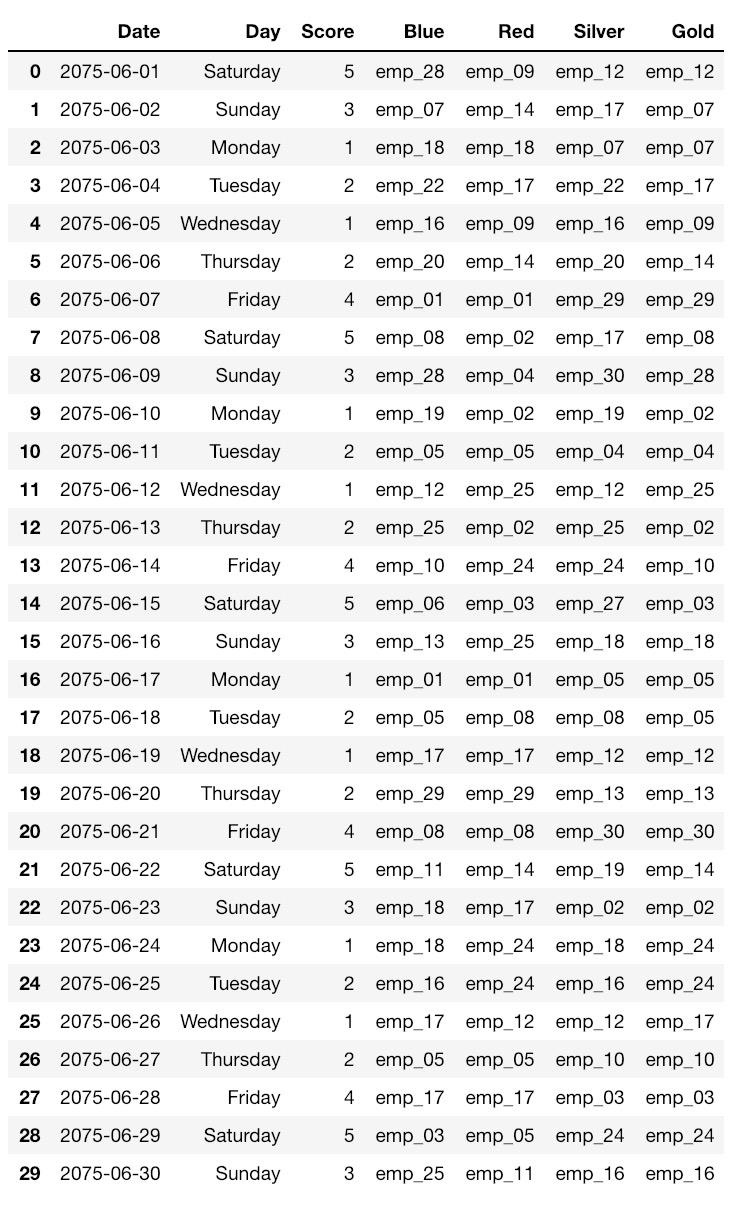 Date Day Score Blue Red Silver Gold
0 2075-06-01 Saturday 5 emp_28 emp_09 emp_12 emp_12
1 2075-06-02 Sunday 3 emp_07 emp_14 emp_17 emp_07
2 2075-06-03 Monday 1 emp_18 emp_18 emp_07 emp_07
3 2075-06-04 Tuesday 2 emp_22 emp_17 emp_22 emp_17
4 2075-06-05 Wednesday 1 emp_16 emp_09 emp_16 emp_09
5 2075-06-06 Thursday 2 emp_20 emp_14 emp_20 emp_14
6 2075-06-07 Friday 4 emp_01 emp_01 emp_29 emp_29
7 2075-06-08 Saturday 5 emp_08 emp_02 emp_17 emp_08
8 2075-06-09 Sunday 3 emp_28 emp_04 emp_30 emp_28
9 2075-06-10 Monday 1 emp_19 emp_02 emp_19 emp_02
10 2075-06-11 Tuesday 2 emp_05 emp_05 emp_04 emp_04
11 2075-06-12 Wednesday 1 emp_12 emp_25 emp_12 emp_25
12 2075-06-13 Thursday 2 emp_25 emp_02 emp_25 emp_02
13 2075-06-14 Friday 4 emp_10 emp_24 emp_24 emp_10
14 2075-06-15 Saturday 5 emp_06 emp_03 emp_27 emp_03
15 2075-06-16 Sunday 3 emp_13 emp_25 emp_18 emp_18
16 2075-06-17 Monday 1 emp_01 emp_01 emp_05 emp_05
17 2075-06-18 Tuesday 2 emp_05 emp_08 emp_08 emp_05
18 2075-06-19 Wednesday 1 emp_17 emp_17 emp_12 emp_12
19 2075-06-20 Thursday 2 emp_29 emp_29 emp_13 emp_13
20 2075-06-21 Friday 4 emp_08 emp_08 emp_30 emp_30
21 2075-06-22 Saturday 5 emp_11 emp_14 emp_19 emp_14
22 2075-06-23 Sunday 3 emp_18 emp_17 emp_02 emp_02
23 2075-06-24 Monday 1 emp_18 emp_24 emp_18 emp_24
24 2075-06-25 Tuesday 2 emp_16 emp_24 emp_16 emp_24
25 2075-06-26 Wednesday 1 emp_17 emp_12 emp_12 emp_17
26 2075-06-27 Thursday 2 emp_05 emp_05 emp_10 emp_10
27 2075-06-28 Friday 4 emp_17 emp_17 emp_03 emp_03
28 2075-06-29 Saturday 5 emp_03 emp_05 emp_24 emp_24
29 2075-06-30 Sunday 3 emp_25 emp_11 emp_16 emp_16